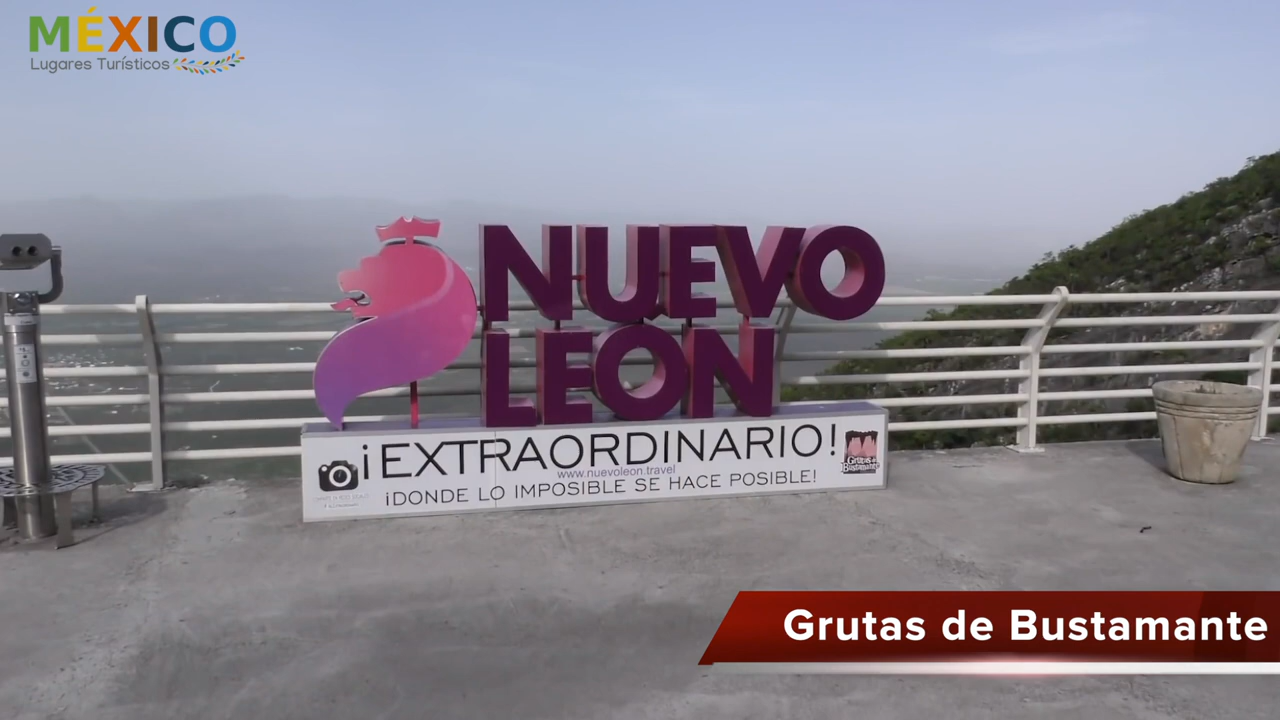 MÉXICO
Lugares Turísticos
NUEVO
LEON
¡EXTRAORDINARIO!
www.nuevoleon.travel
¡DONDE LO IMPOSIBLE SE HACE POSIBLE!
Grutas de
Bustamante
Grutas de Bustamante